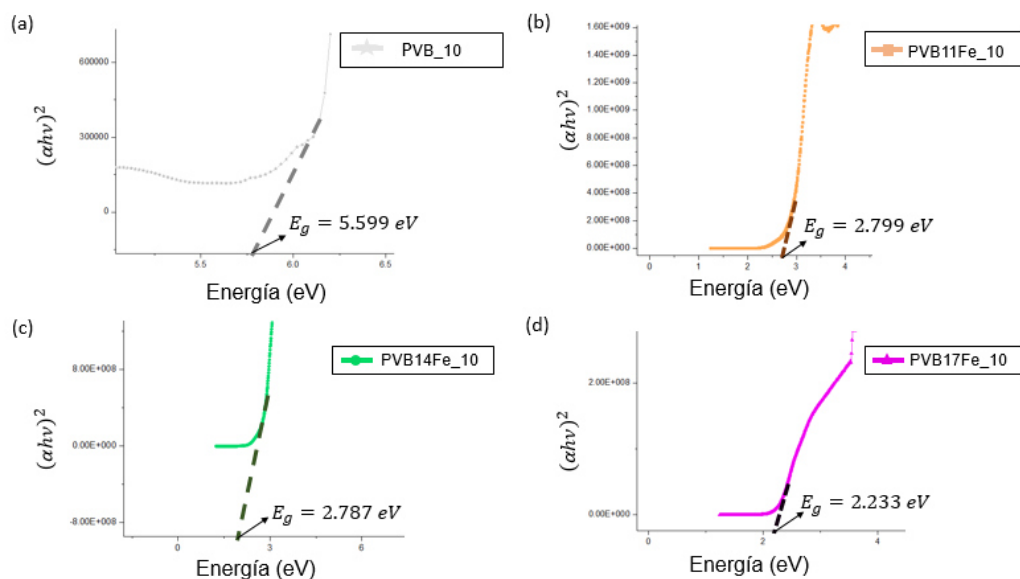 (a)
PVB_10
600000
300000
0
(αhν)²
E_g = 5.599 eV
5.5
6.0
6.5
Energía (eV)
(b)
PVB11Fe_10
1.60E+009
1.40E+009
1.20E+009
1.00E+009
8.00E+008
6.00E+008
4.00E+008
2.00E+008
0.00E+000
(αhν)²
E_g = 2.799 eV
0
1
2
3
4
Energía (eV)
(c)
PVB14Fe_10
8.00E+008
0.00E+000
-8.00E+008
(αhν)²
E_g = 2.787 eV
0
3
6
Energía (eV)
(d)
PVB17Fe_10
2.00E+008
0.00E+000
(αhν)²
E_g = 2.233 eV
0
2
4
Energía (eV)